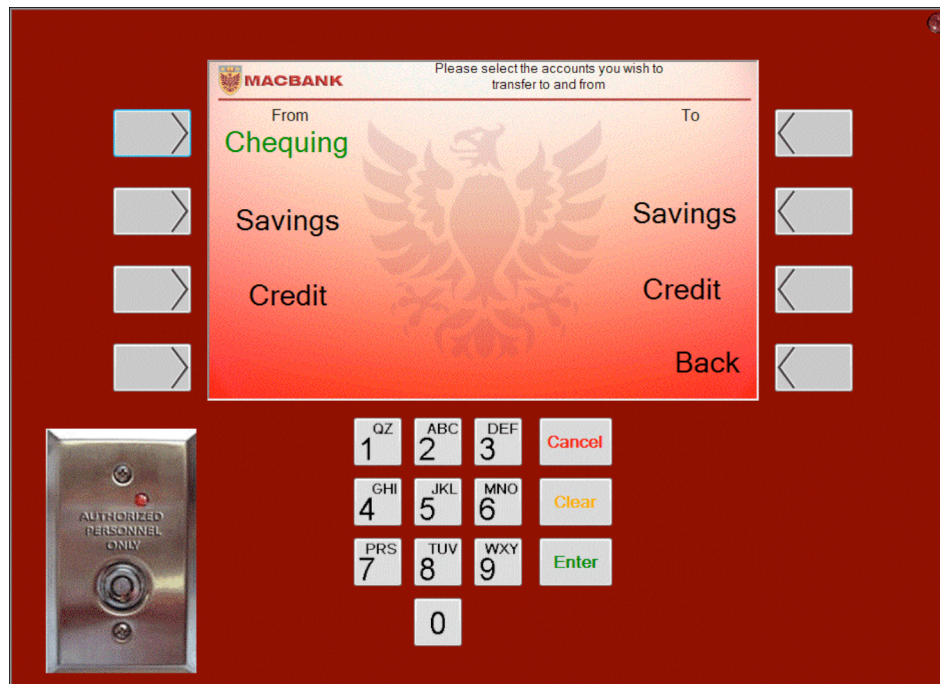 MACBANK
Please select the accounts you wish to
transfer to and from
From
To
Chequing
Savings
Savings
Credit
Credit
Back
QZ
1
ABC
2
DEF
3
Cancel
GHI
4
JKL
5
MNO
6
Clear
PRS
7
TUV
8
WXY
9
Enter
0
AUTHORIZED
PERSONNEL
ONLY